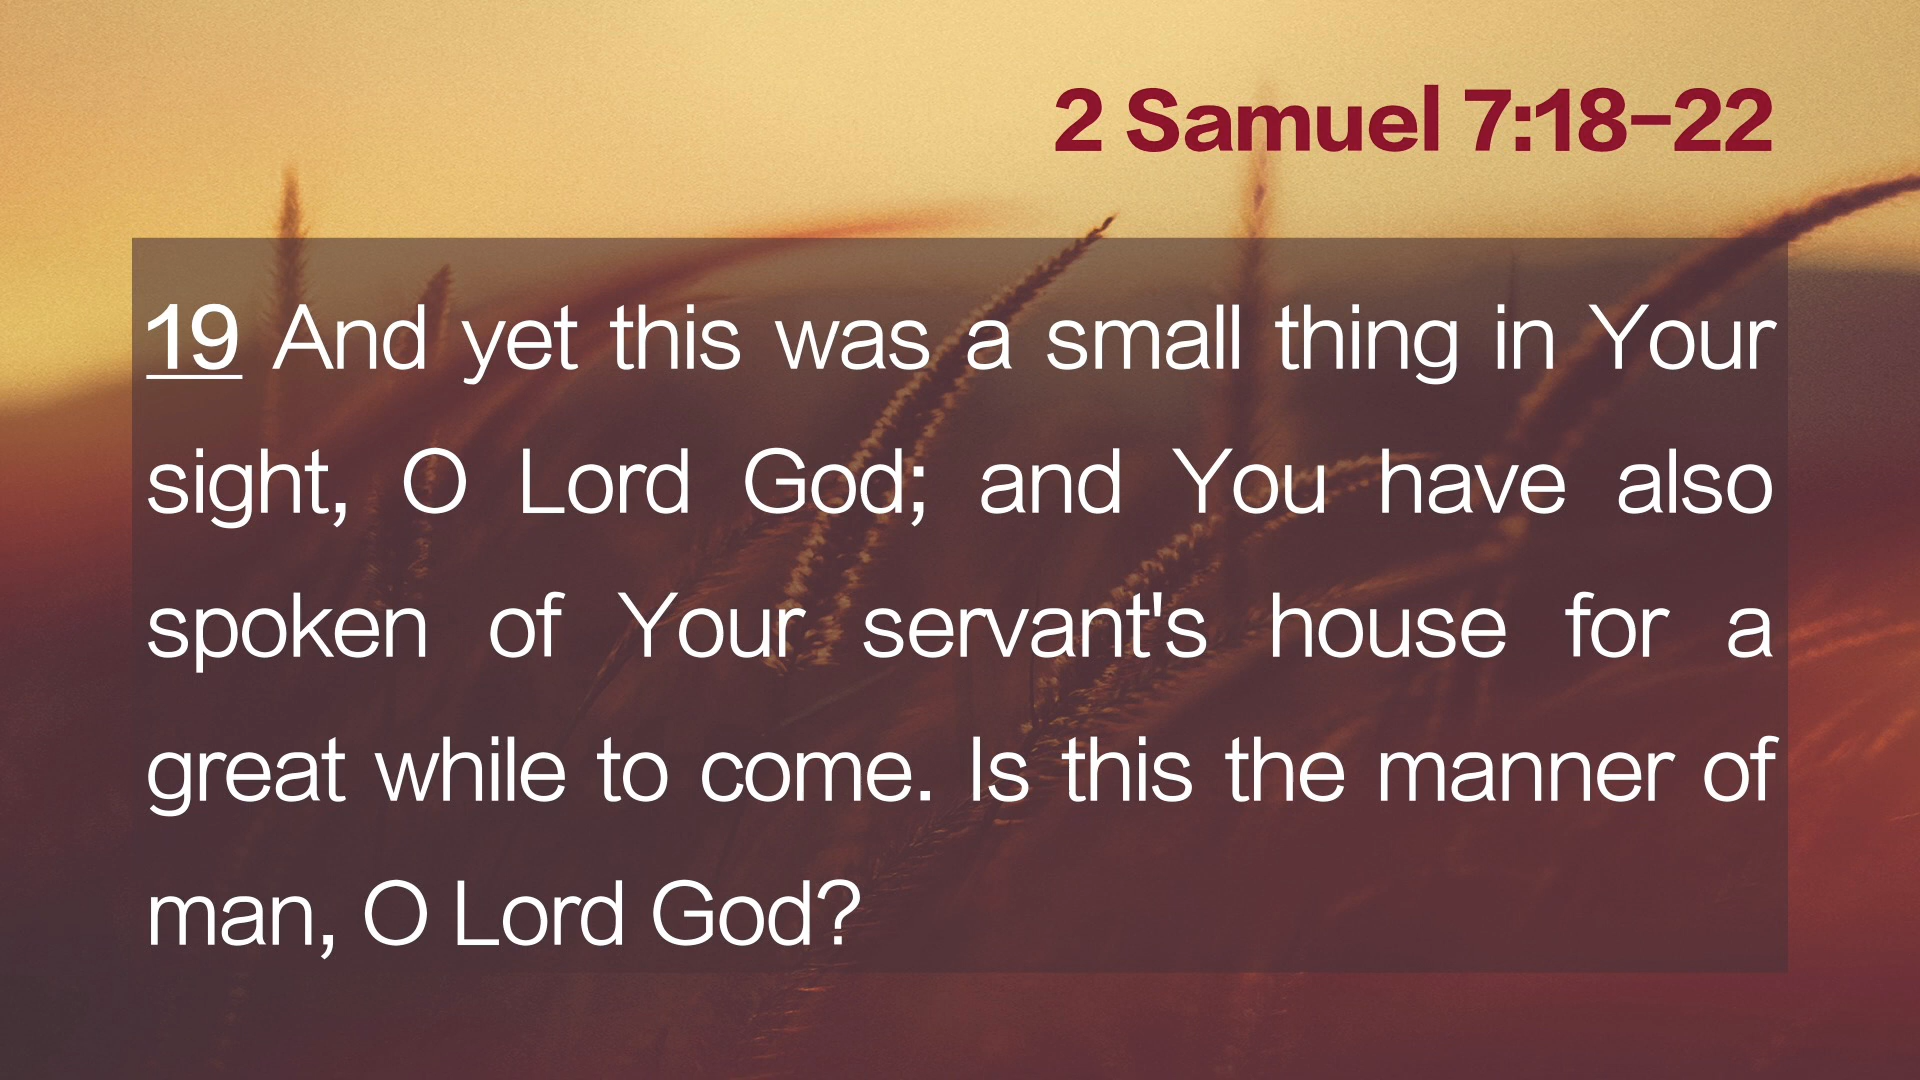 2 Samuel 7:18–22
19 And yet this was a small thing in Your
sight, O Lord God; and You have also
spoken of Your servant's house for a
great while to come. Is this the manner of
man, O Lord God?